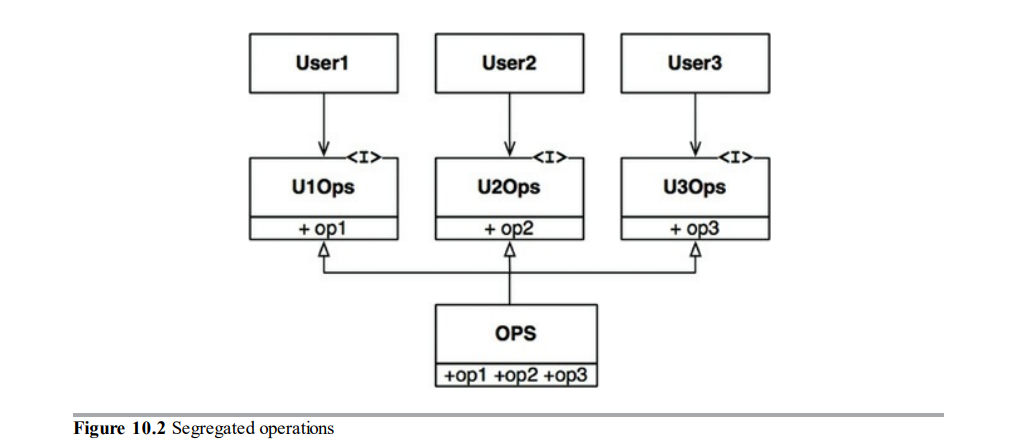 User1 User2 User3
<I> <I> <I>
U1Ops U2Ops U3Ops
+ op1 + op2 + op3
OPS
+op1 +op2 +op3
Figure 10.2 Segregated operations